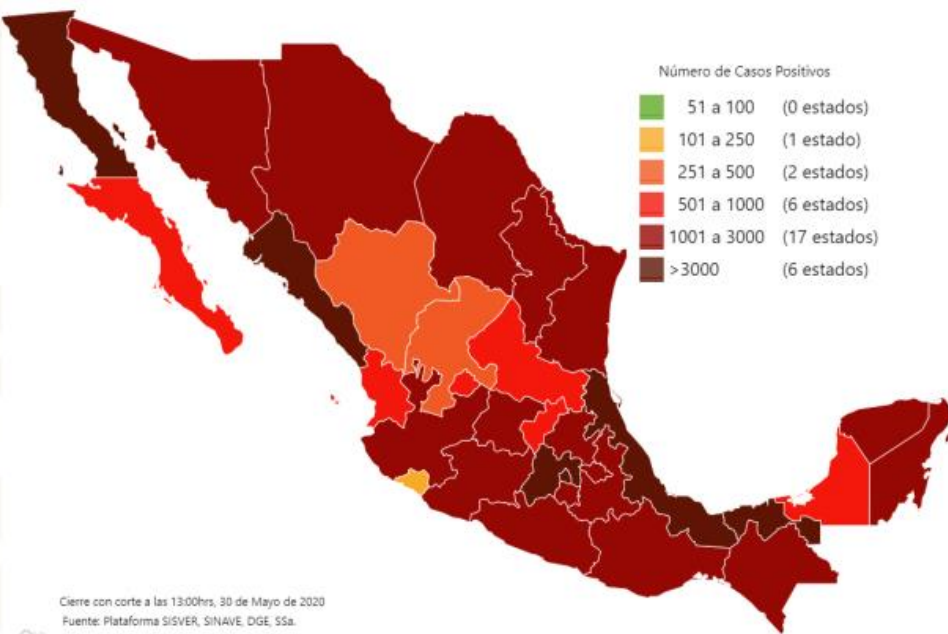 Número de Casos Positivos
51 a 100 (0 estados)
101 a 250 (1 estado)
251 a 500 (2 estados)
501 a 1000 (6 estados)
1001 a 3000 (17 estados)
>3000 (6 estados)
Cierre con corte a las 13:00hrs, 30 de Mayo de 2020
Fuente: Plataforma SISVER, SINAVE, DGE, SSa.